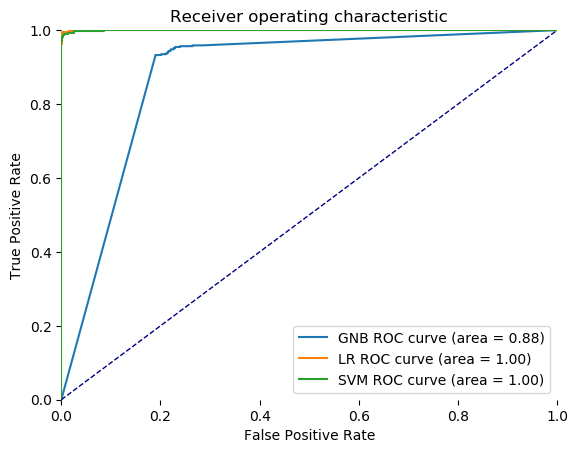 Receiver operating characteristic
1.0
0.8
0.6
0.4
0.2
0.0
True Positive Rate
GNB ROC curve (area = 0.88)
LR ROC curve (area = 1.00)
SVM ROC curve (area = 1.00)
0.0 0.2 0.4 0.6 0.8 1.0
False Positive Rate